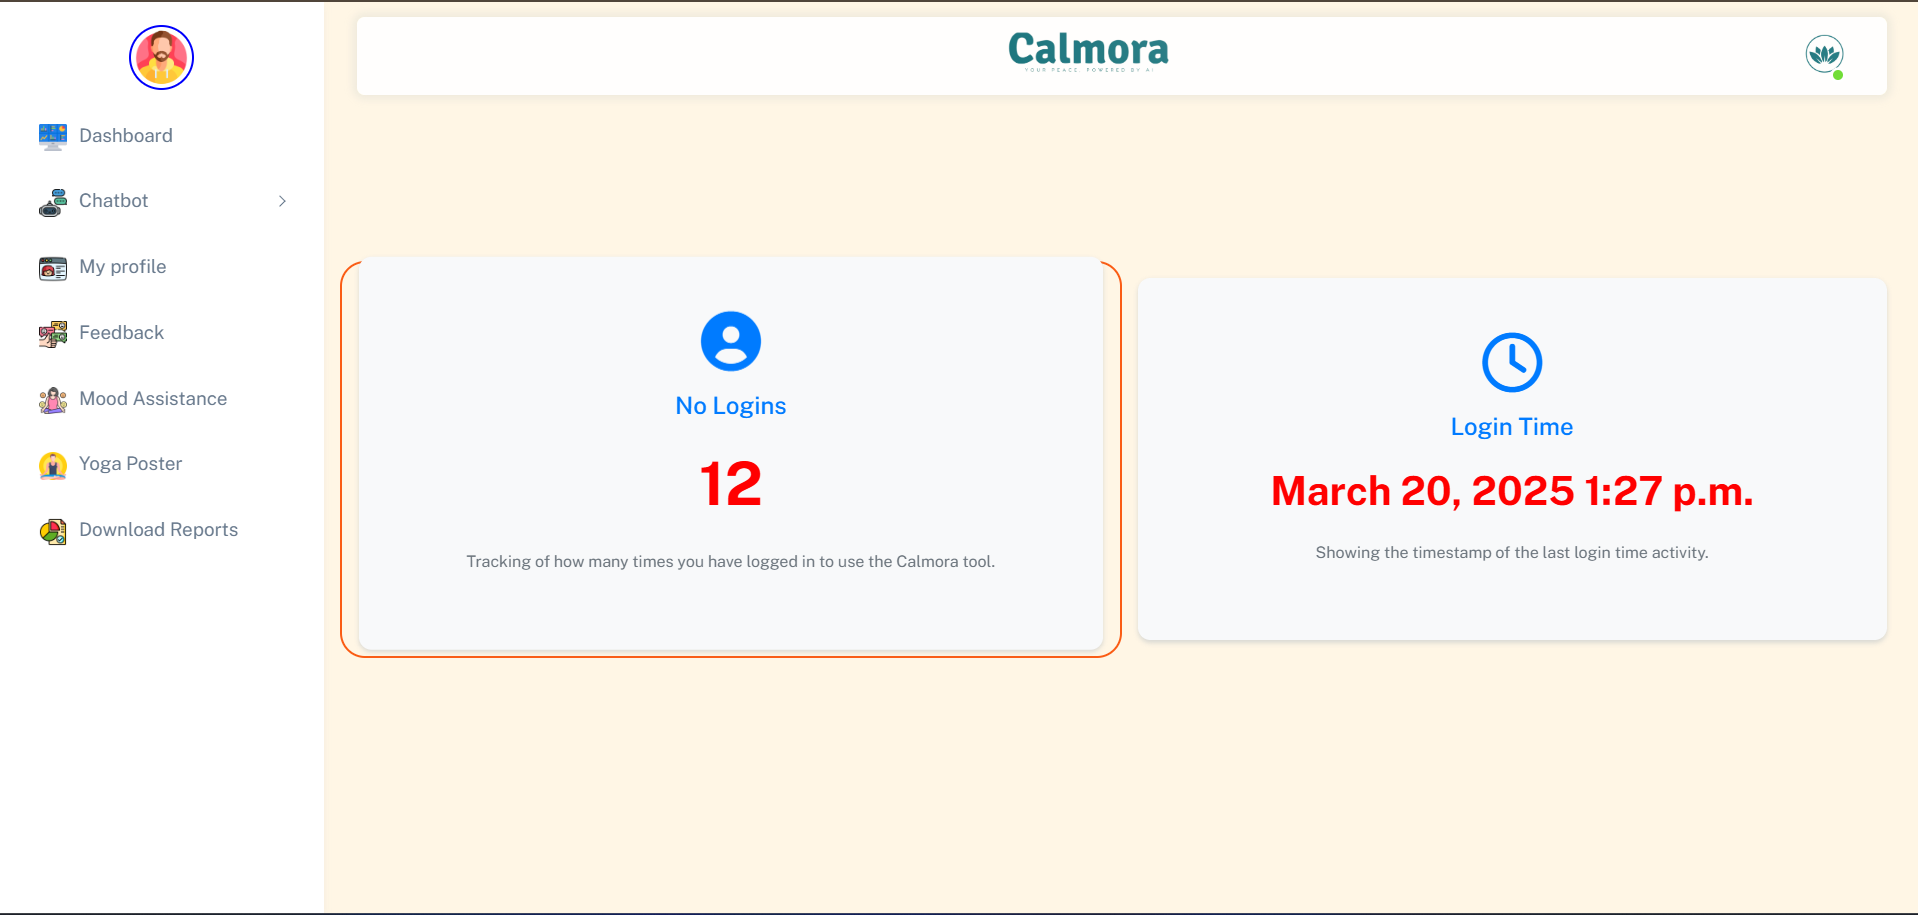 Calmora
YOUR PEACE, POWERED BY AI
Dashboard
Chatbot
My profile
Feedback
Mood Assistance
Yoga Poster
Download Reports
No Logins
12
Tracking of how many times you have logged in to use the Calmora tool.
Login Time
March 20, 2025 1:27 p.m.
Showing the timestamp of the last login time activity.